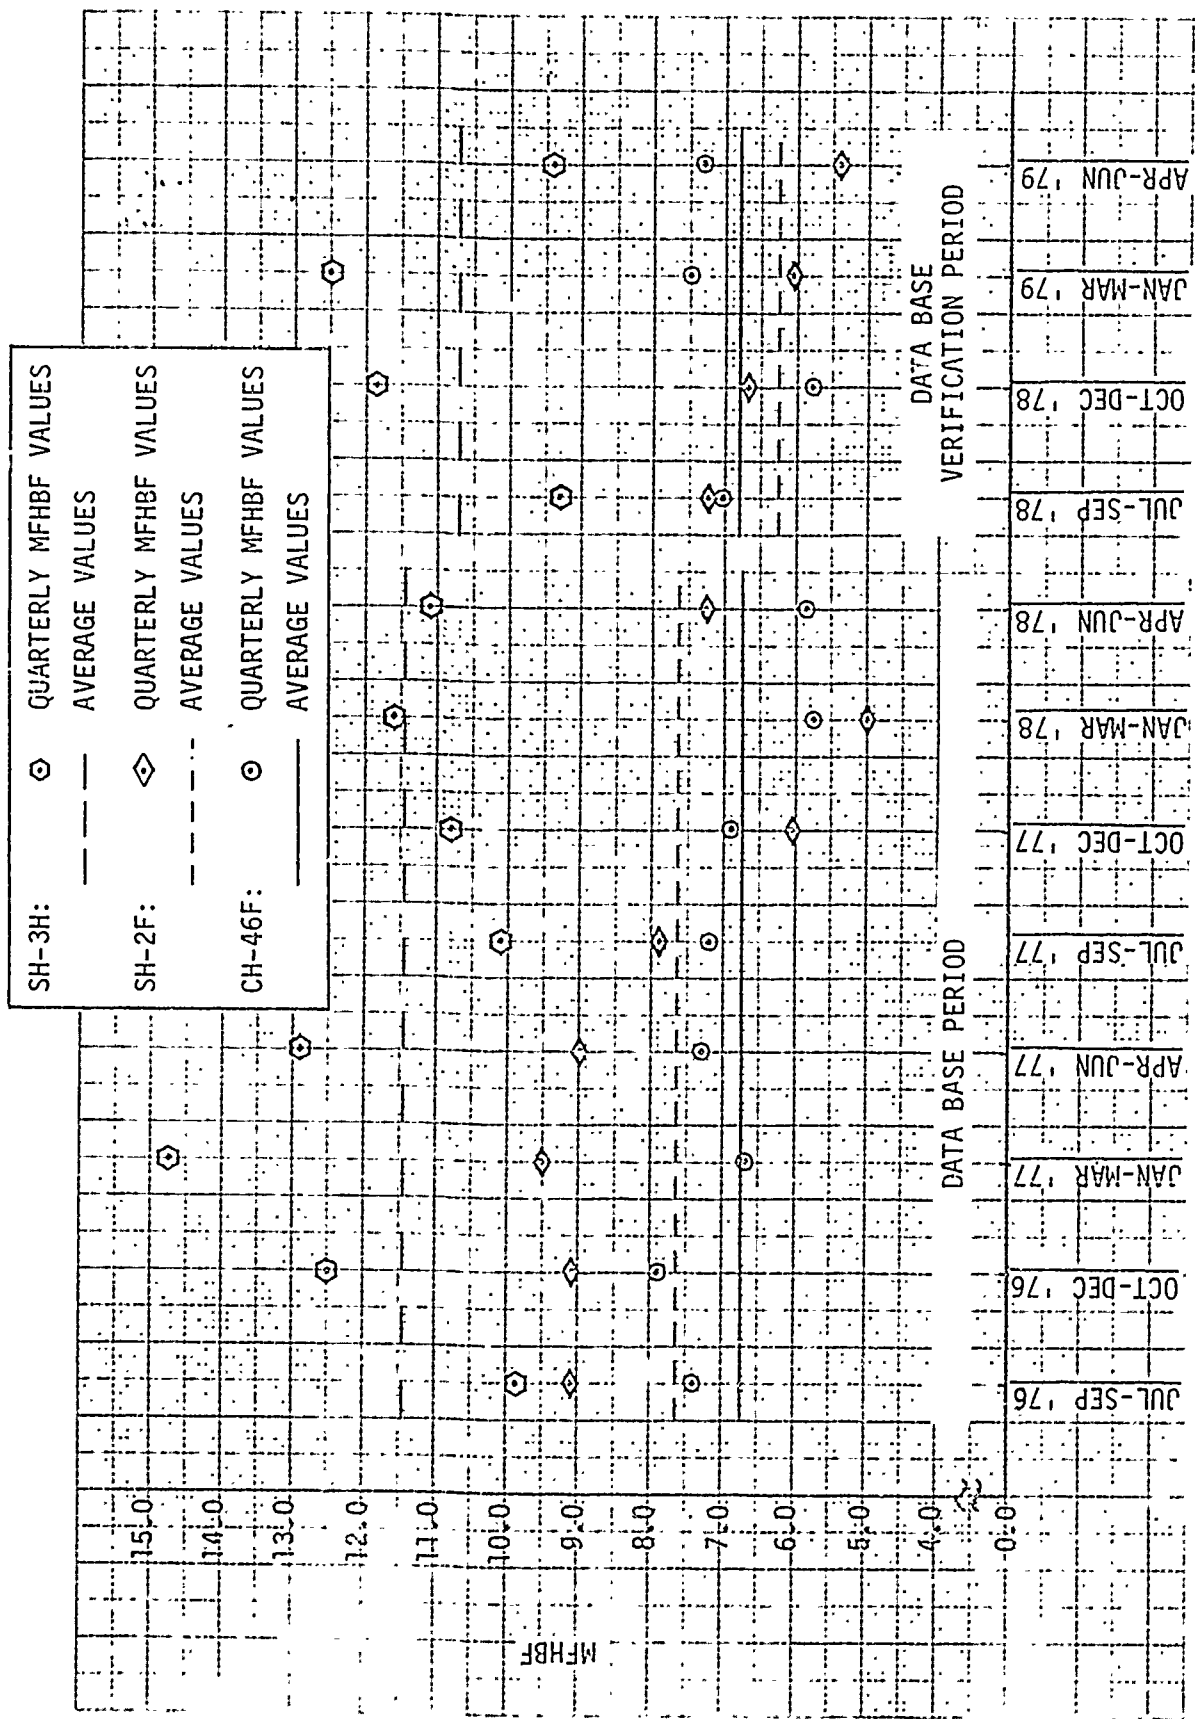 SH-3H: QUARTERLY MFHBF VALUES
AVERAGE VALUES
SH-2F: QUARTERLY MFHBF VALUES
AVERAGE VALUES
CH-46F: QUARTERLY MFHBF VALUES
AVERAGE VALUES
MFHBF
15.0
14.0
13.0
12.0
11.0
10.0
9.0
8.0
7.0
6.0
5.0
4.0
0.0
DATA BASE PERIOD
DATA BASE
VERIFICATION PERIOD
JUL-SEP '76
OCT-DEC '76
JAN-MAR '77
APR-JUN '77
JUL-SEP '77
OCT-DEC '77
JAN-MAR '78
APR-JUN '78
JUL-SEP '78
OCT-DEC '78
JAN-MAR '79
APR-JUN '79